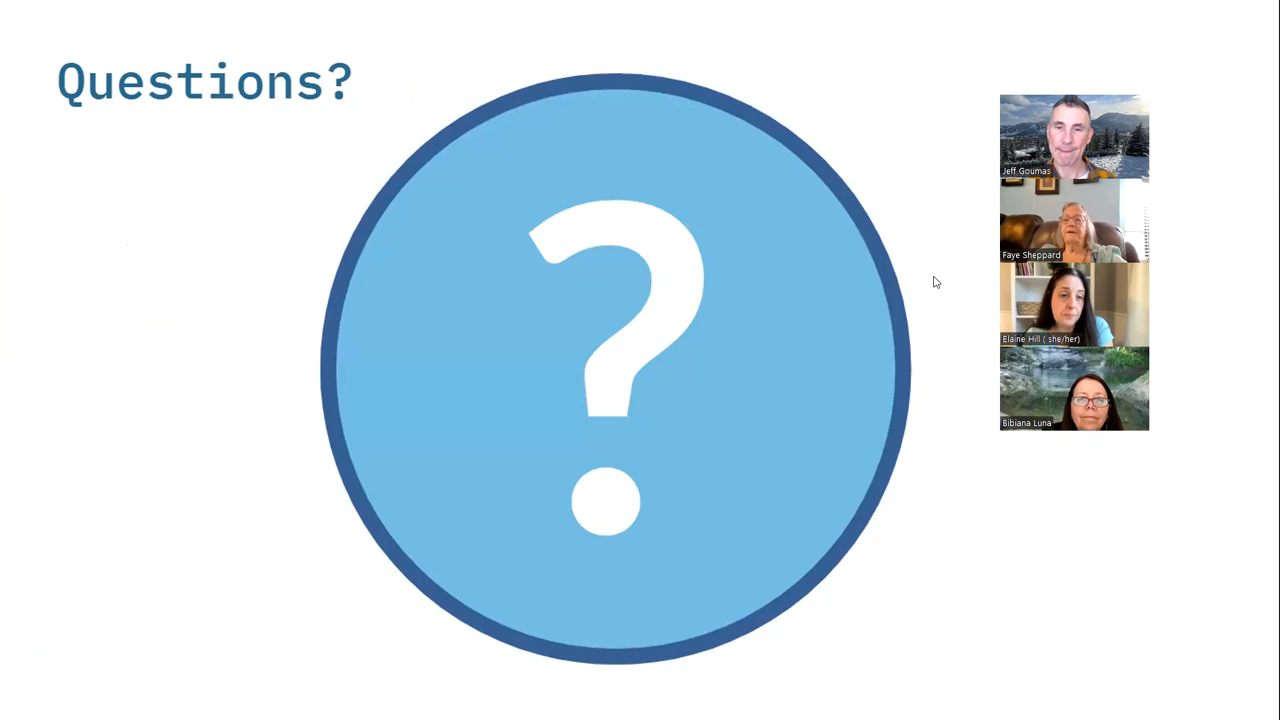 Questions?
?
Jeff Goumas
Faye Sheppard
Elaine Hill ( she/her)
Bibiana Luna